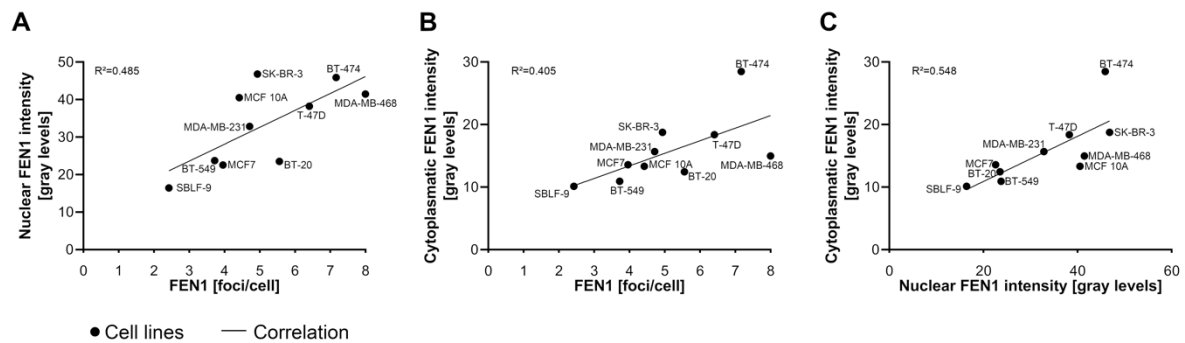 A
Nuclear FEN1 intensity
[gray levels]
50
40
30
20
10
0
R²=0.485
SK-BR-3
BT-474
MCF 10A
MDA-MB-468
T-47D
MDA-MB-231
BT-549
MCF7
BT-20
SBLF-9
0 1 2 3 4 5 6 7 8
FEN1 [foci/cell]
B
Cytoplasmatic FEN1 intensity
[gray levels]
30
20
10
0
R²=0.405
BT-474
SK-BR-3
T-47D
MDA-MB-231
MCF7
MCF 10A
MDA-MB-468
BT-20
SBLF-9
BT-549
0 1 2 3 4 5 6 7 8
FEN1 [foci/cell]
C
Cytoplasmatic FEN1 intensity
[gray levels]
30
20
10
0
R²=0.548
BT-474
T-47D
SK-BR-3
MDA-MB-231
MDA-MB-468
MCF7
MCF 10A
BT-20
BT-549
SBLF-9
0 20 40 60
Nuclear FEN1 intensity [gray levels]
Cell lines
Correlation